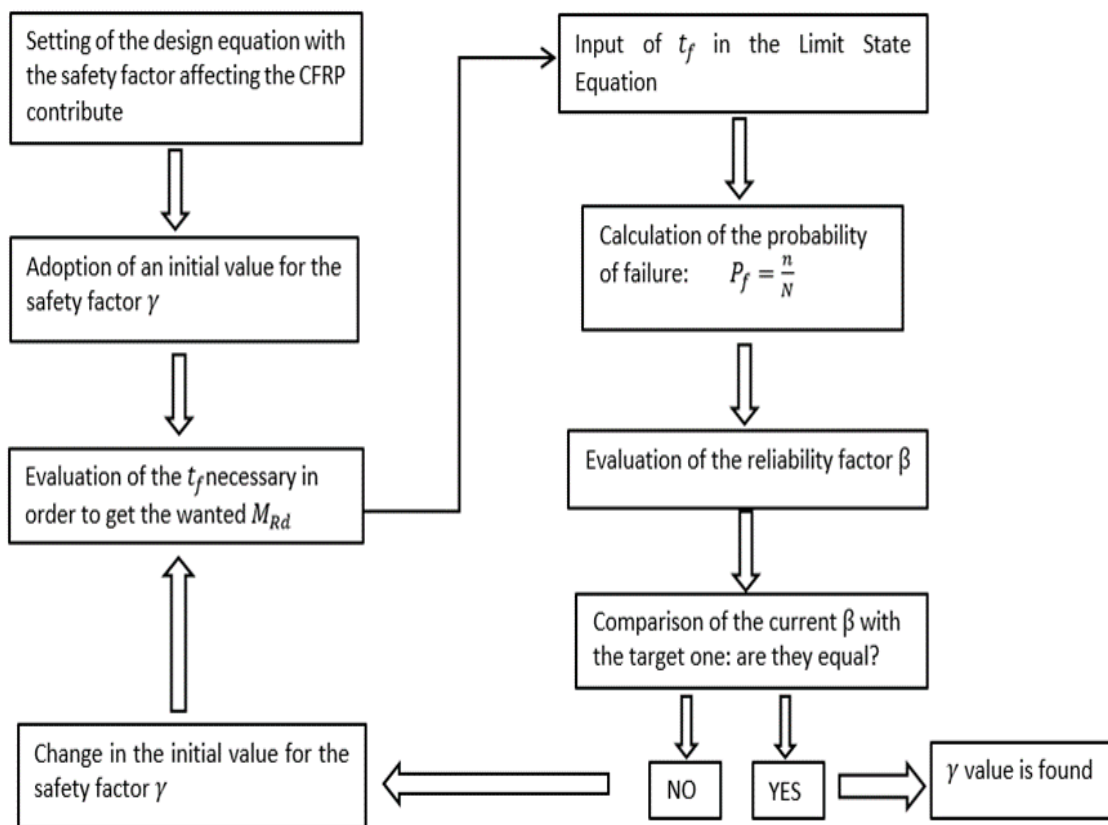 Setting of the design equation with
the safety factor affecting the CFRP
contribute
Adoption of an initial value for the
safety factor γ
Evaluation of the t_f necessary in
order to get the wanted M_{Rd}
Input of t_f in the Limit State
Equation
Calculation of the probability
of failure: P_f = n/N
Evaluation of the reliability factor β
Comparison of the current β with
the target one: are they equal?
NO
YES
γ value is found
Change in the initial value for the
safety factor γ